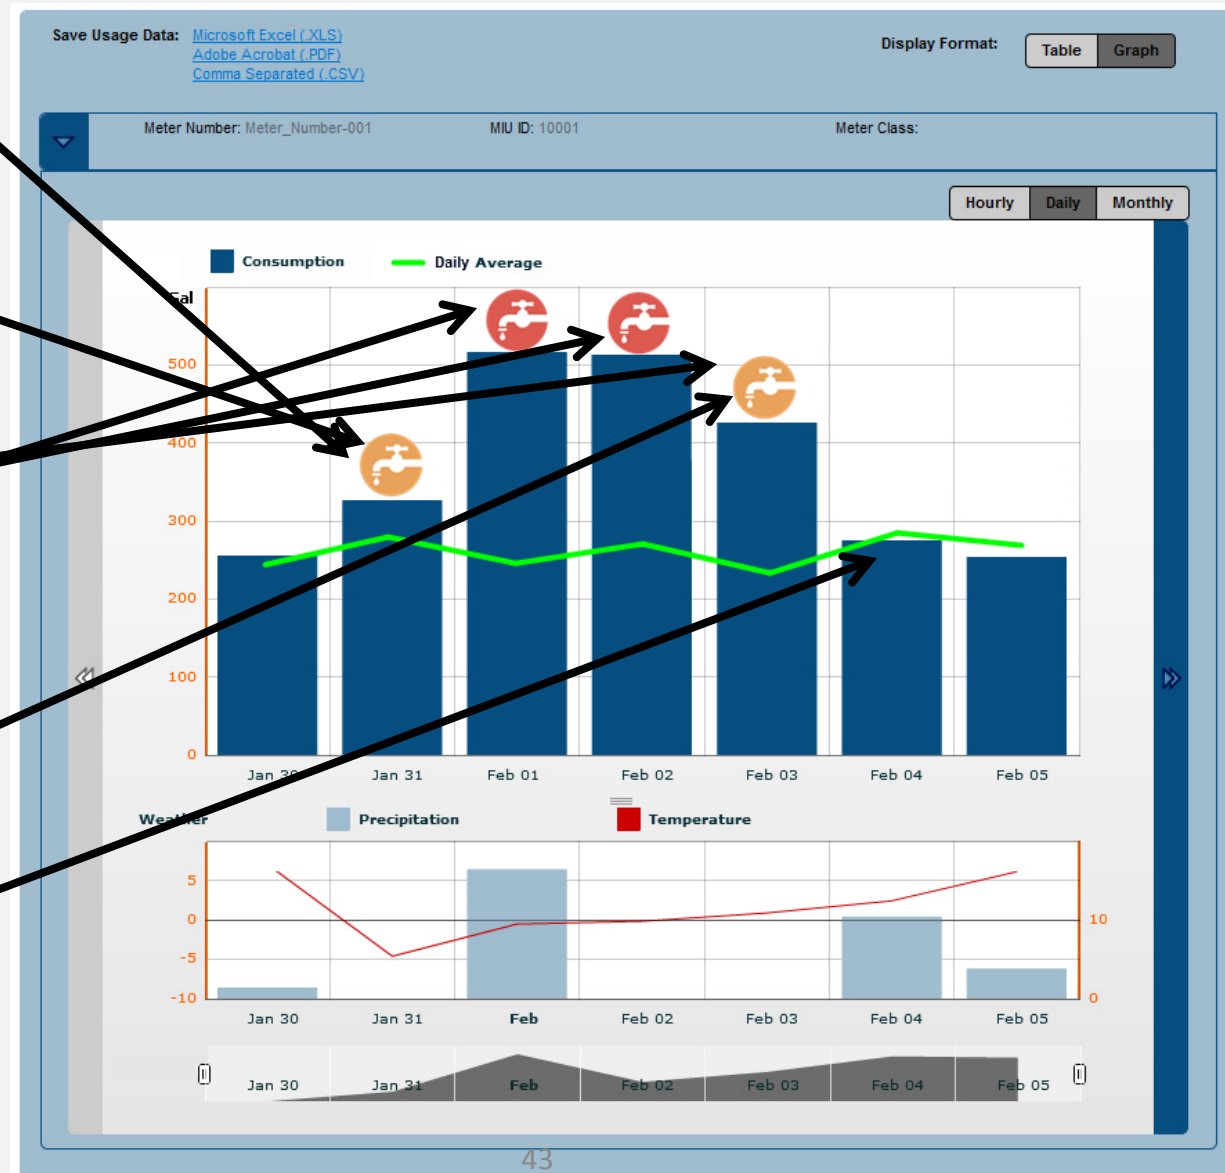 Save Usage Data: Microsoft Excel (.XLS)
Adobe Acrobat (.PDF)
Comma Separated (.CSV)
Display Format: Table Graph
Meter Number: Meter_Number-001 MIU ID: 10001 Meter Class:
Hourly Daily Monthly
Consumption Daily Average
Gal
500
400
300
200
100
0
Jan 30 Jan 31 Feb 01 Feb 02 Feb 03 Feb 04 Feb 05
Weather Precipitation Temperature
5
0 10
-5
-10 0
Jan 30 Jan 31 Feb Feb 02 Feb 03 Feb 04 Feb 05
Jan 30 Jan 31 Feb Feb 02 Feb 03 Feb 04 Feb 05
43